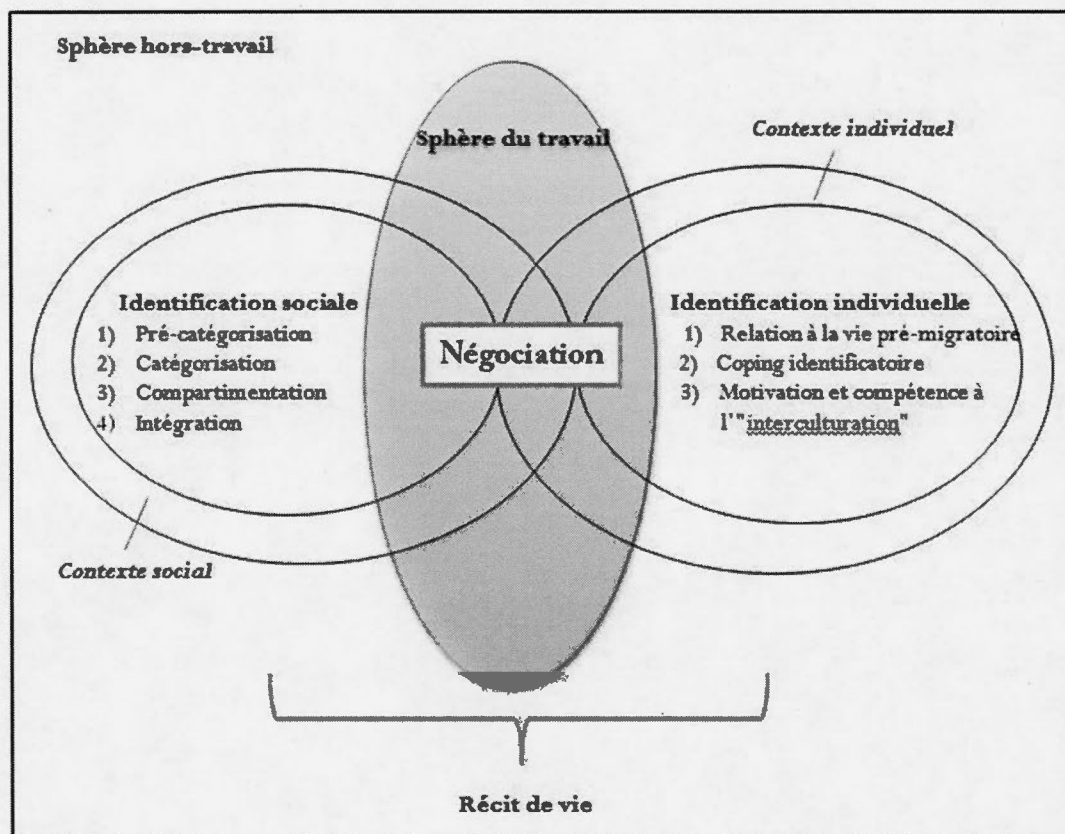 Sphère hors-travail
Sphère du travail
Contexte individuel
Identification sociale
1) Pré-catégorisation
2) Catégorisation
3) Compartimentation
4) Intégration
Négociation
Identification individuelle
1) Relation à la vie pré-migratoire
2) Coping identificatoire
3) Motivation et compétence à
l'"interculturation"
Contexte social
Récit de vie